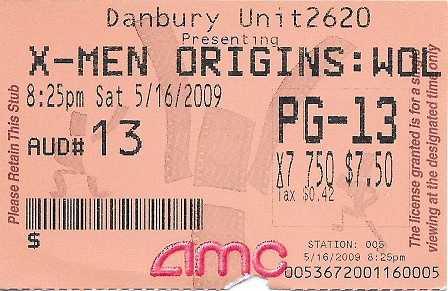 Danbury Unit2620
Presenting
X-MEN ORIGINS:WOL
8:25pm Sat 5/16/2009
AUD# 13
PG-13
X7 750 $7.50
Tax $0.42
$
amc
STATION: 005
5/16/2009 8:25pm
0053672001160005
Please Retain This Stub
The license granted is for a
viewing at the designated time only